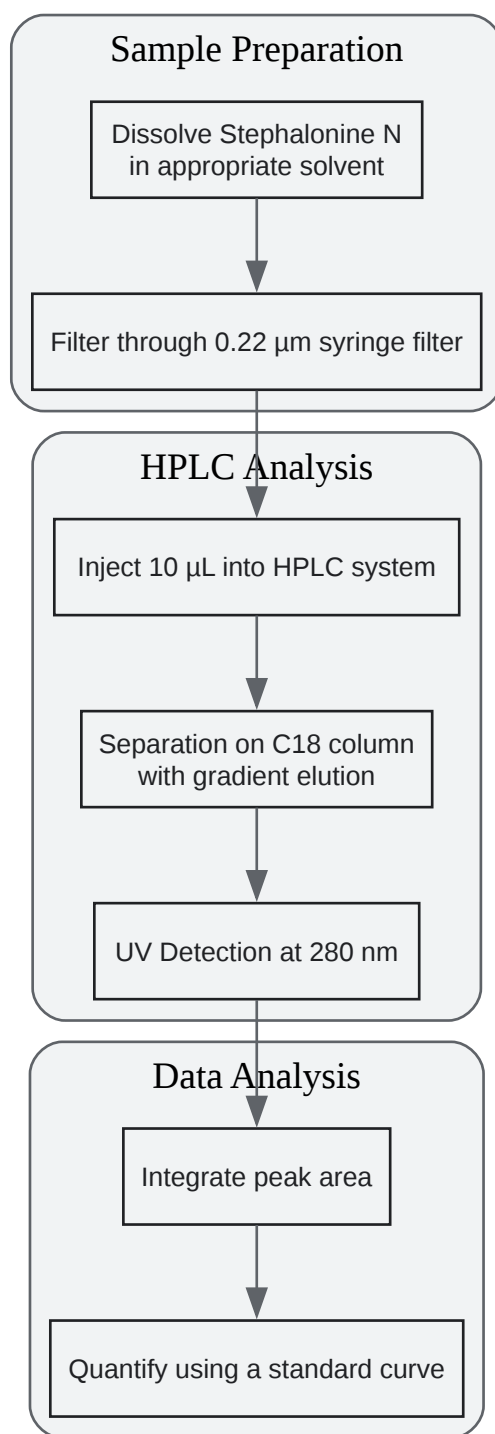 Sample Preparation
Dissolve Stephalonine N
in appropriate solvent
Filter through 0.22 µm syringe filter
HPLC Analysis
Inject 10 µL into HPLC system
Separation on C18 column
with gradient elution
UV Detection at 280 nm
Data Analysis
Integrate peak area
Quantify using a standard curve